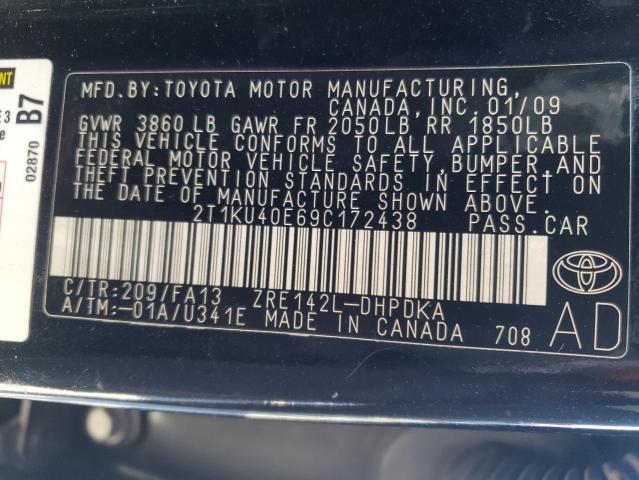 MFD. BY: TOYOTA MOTOR MANUFACTURING,
CANADA, INC. 01/09
GVWR 3860 LB GAWR FR 2050LB RR 1850LB
THIS VEHICLE CONFORMS TO ALL APPLICABLE
FEDERAL MOTOR VEHICLE SAFETY, BUMPER AND
THEFT PREVENTION STANDARDS IN EFFECT ON
THE DATE OF MANUFACTURE SHOWN ABOVE.
2T1KU40E69C172438 PASS. CAR
C/TR: 209/FA13 ZRE142L-DHPDKA
A/TM: -01A/U341E MADE IN CANADA 708
AD
B7
02870